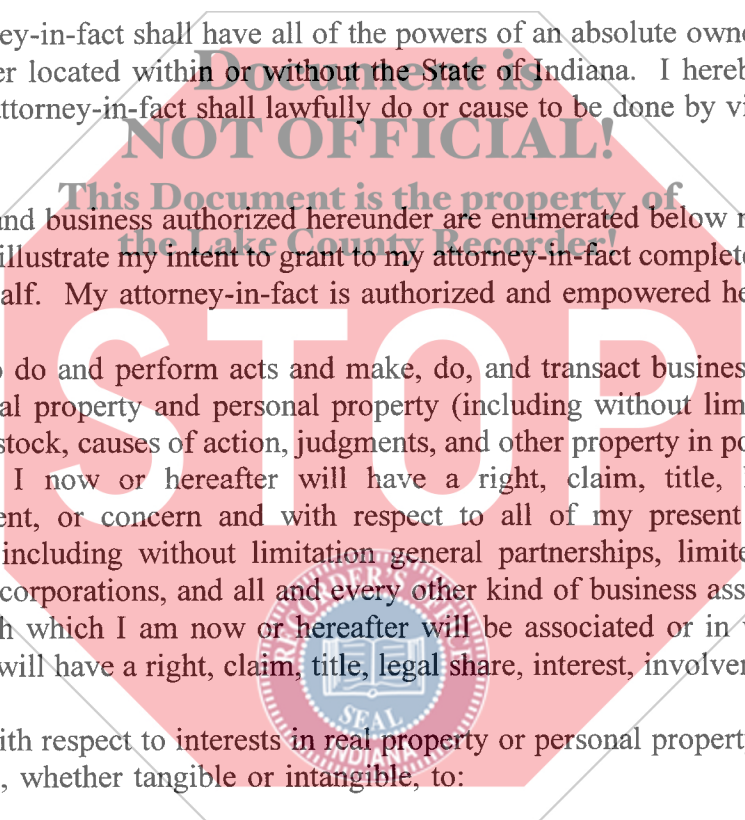 ey-in-fact shall have all of the powers of an absolute owne
er located within or without the State of Indiana. I hereb
Document is
attorney-in-fact shall lawfully do or cause to be done by vi
NOT OFFICIAL!
This Document is the property of
and business authorized hereunder are enumerated below
the Lake County Recorder!
illustrate my intent to grant to my attorney-in-fact complet
alf. My attorney-in-fact is authorized and empowered he
STOP
do and perform acts and make, do, and transact busines
al property and personal property (including without lim
stock, causes of action, judgments, and other property in po
I now or hereafter will have a right, claim, title,
ent, or concern and with respect to all of my present
including without limitation general partnerships, limite
corporations, and all and every other kind of business ass
h which I am now or hereafter will be associated or in
will have a right, claim, title, legal share, interest, involver
RECORDER'S OFFICE
SEAL
INDIANA
ith respect to interests in real property or personal propert
, whether tangible or intangible, to: